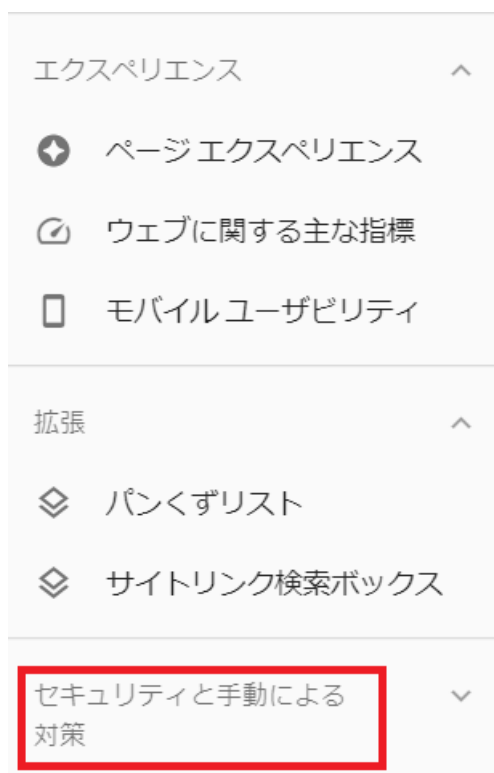 エクスペリエンス
ページ エクスペリエンス
ウェブに関する主な指標
モバイル ユーザビリティ
拡張
パンくずリスト
サイトリンク検索ボックス
セキュリティと手動による
対策